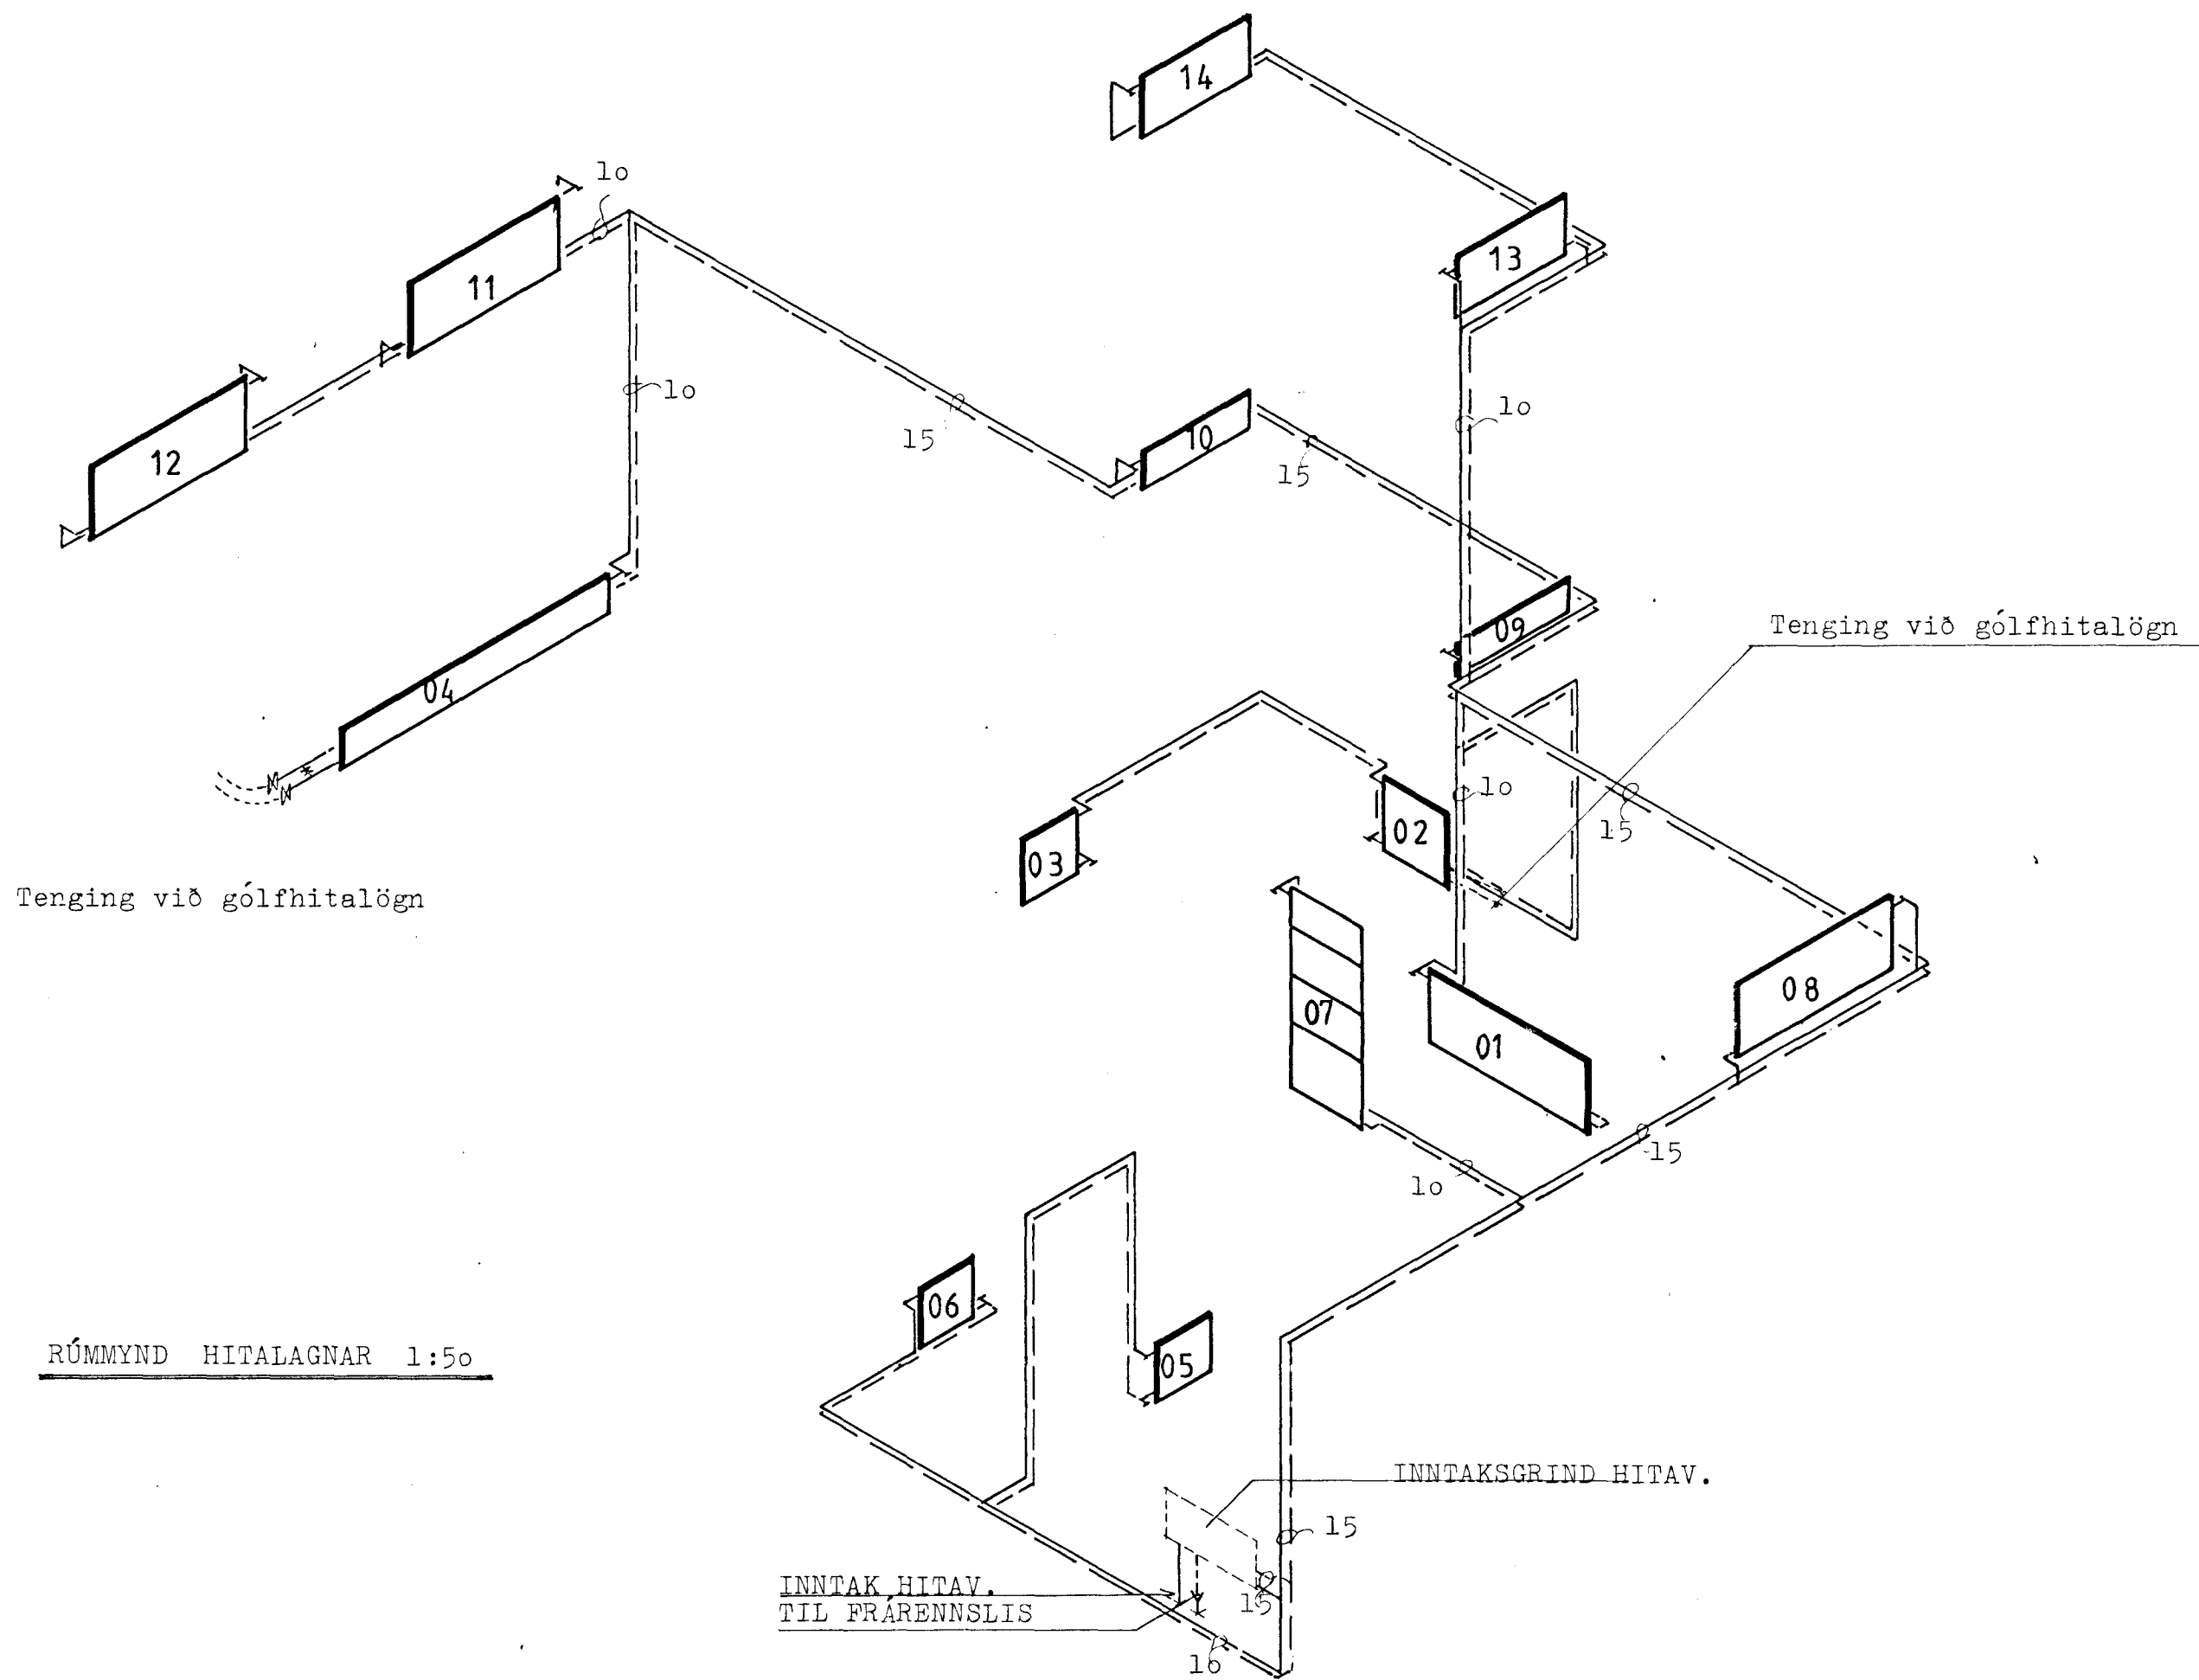 14
lo
13
11
lo
lo
15
10
15
12
09
Tenging við gólfhitalögn
04
lo
15
02
03
Tenging við gólfhitalögn
08
07
01
15
lo
06
RÚMMYND HITALAGNAR 1:5o
05
INNTAKSGRIND HITAV.
15
INNTAK HITAV.
15
TIL FRÁRENNSLIS
16